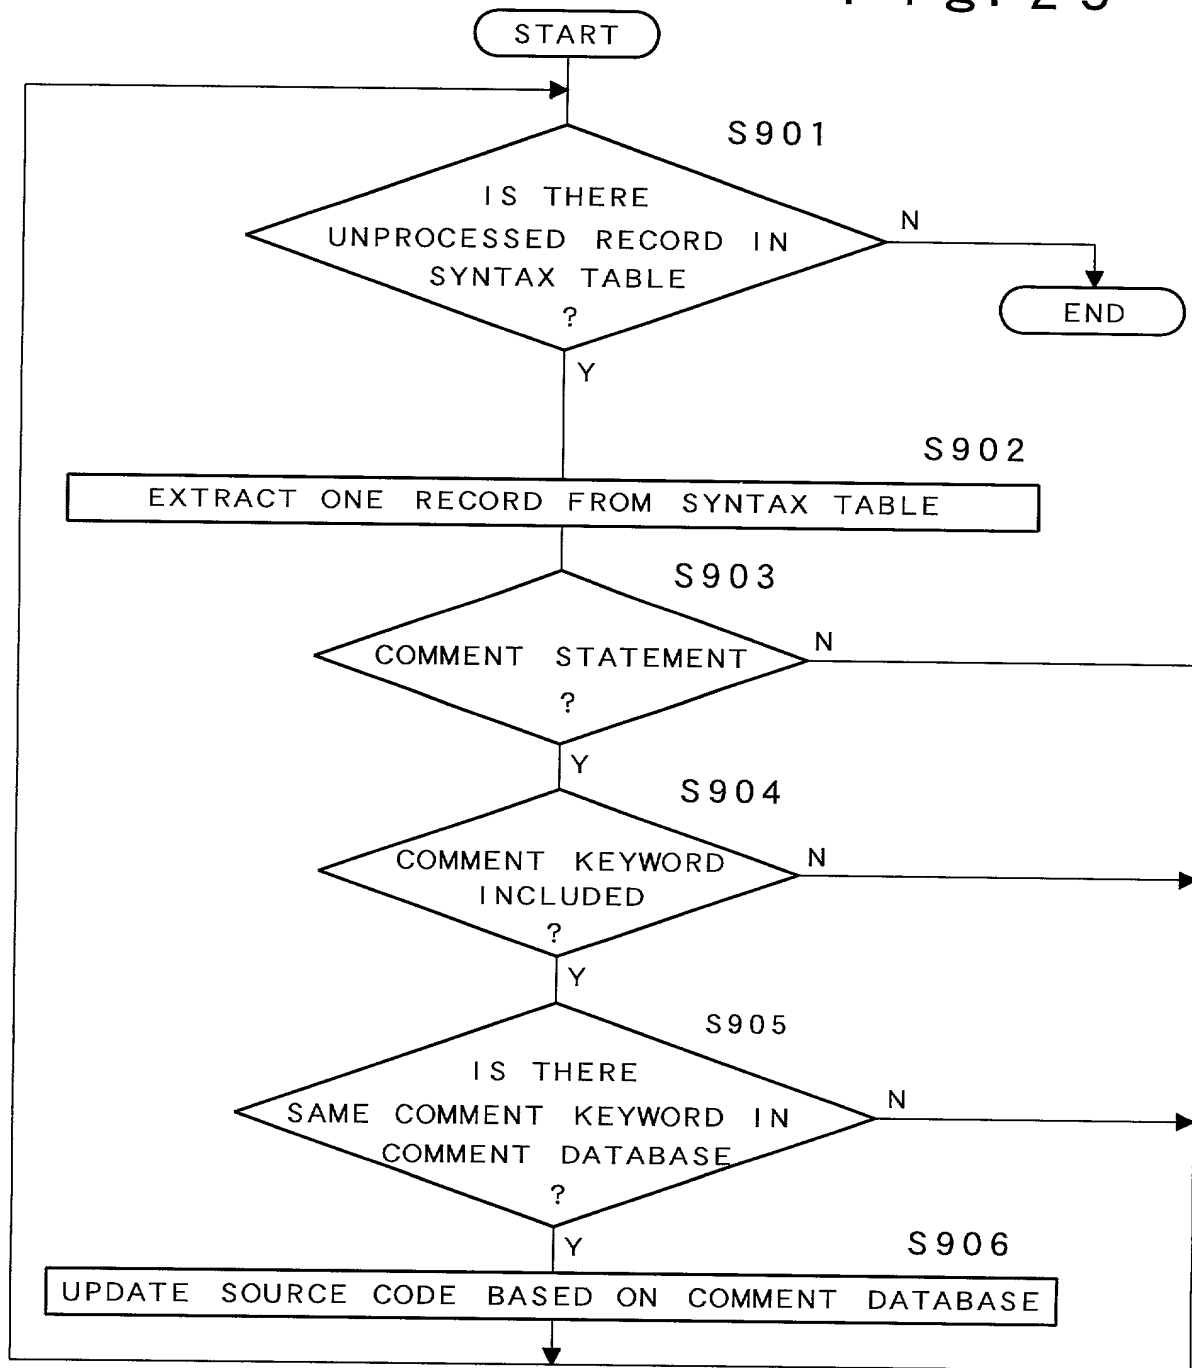 START
S901
IS THERE
UNPROCESSED RECORD IN
SYNTAX TABLE
?
N
END
Y
S902
EXTRACT ONE RECORD FROM SYNTAX TABLE
S903
COMMENT STATEMENT
?
N
Y
S904
COMMENT KEYWORD
INCLUDED
?
N
Y
S905
IS THERE
SAME COMMENT KEYWORD IN
COMMENT DATABASE
?
N
Y
S906
UPDATE SOURCE CODE BASED ON COMMENT DATABASE